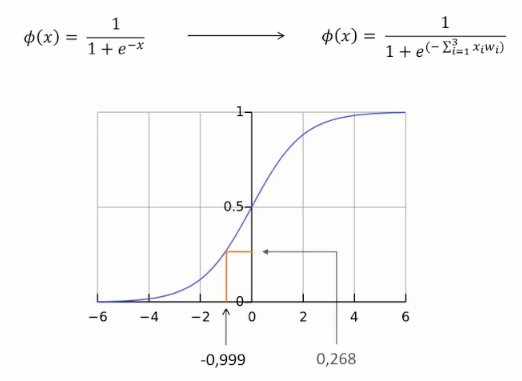 ϕ(x) = 1 / (1 + e^{−x}) ϕ(x) = 1 / (1 + e^{(− Σ_{i=1}^{3} x_i w_i)})
1
0.5
0
−6 −4 −2 0 2 4 6
-0,999 0,268